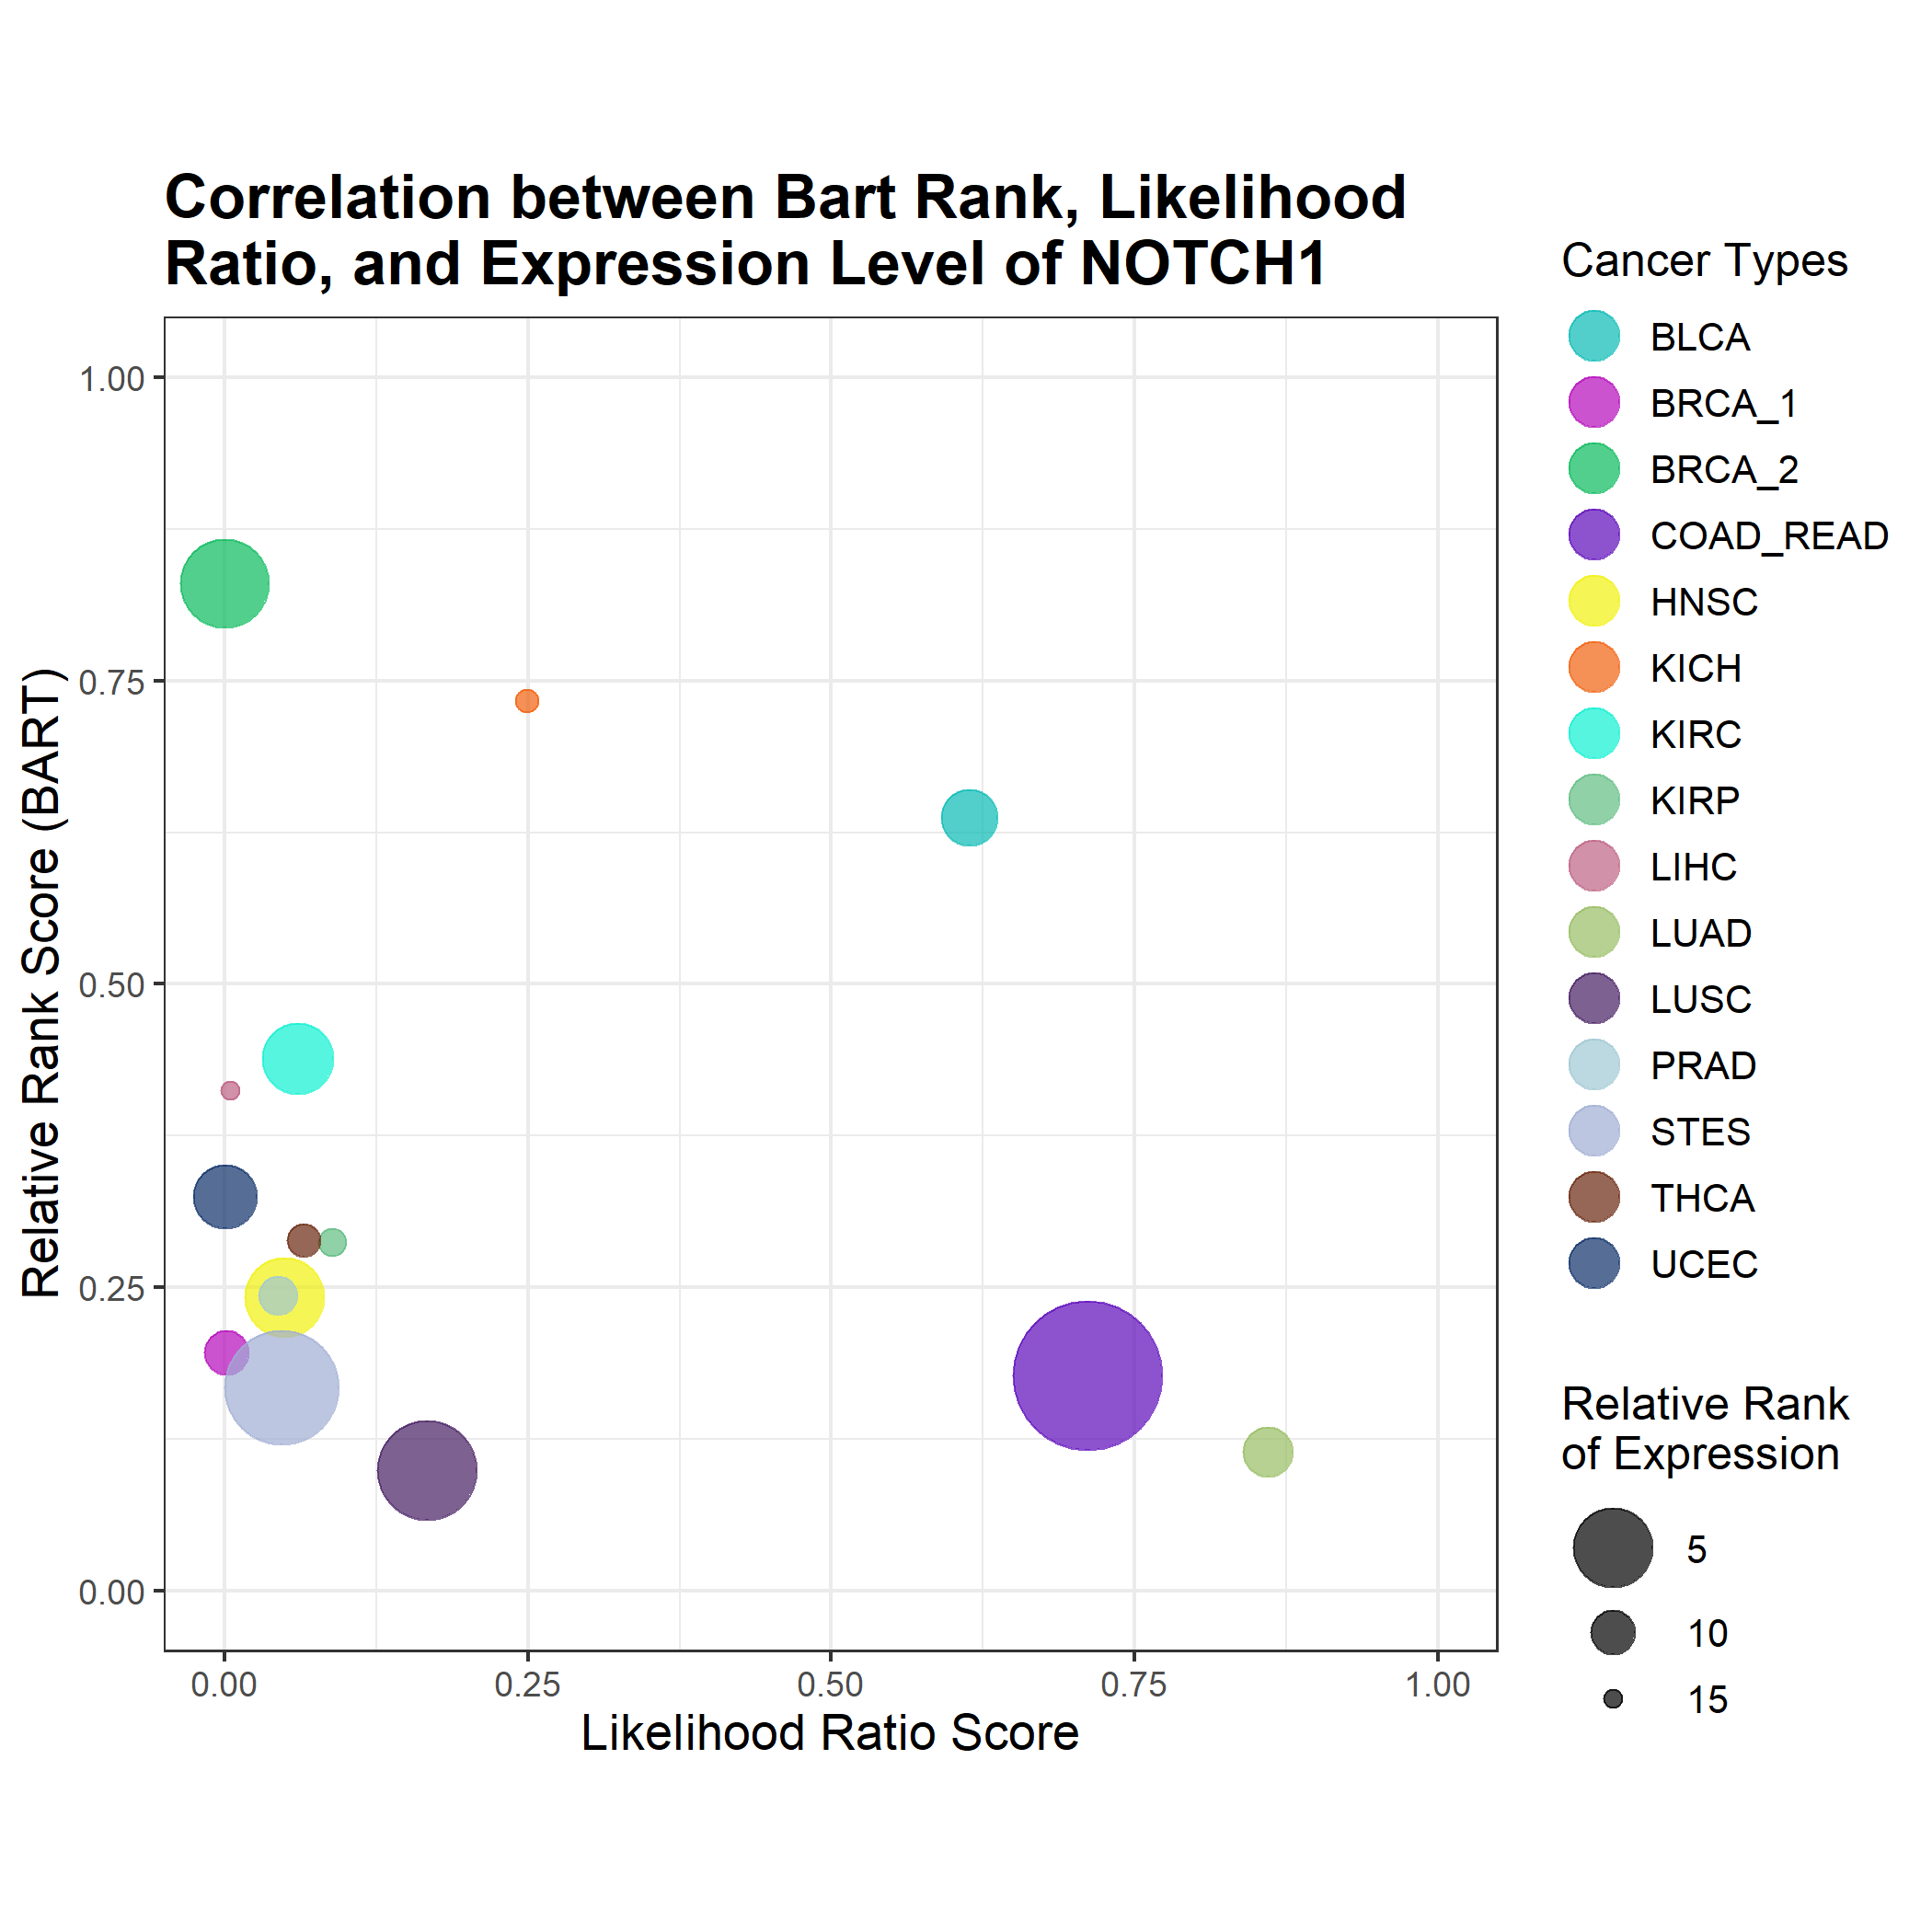 Correlation between Bart Rank, Likelihood
Ratio, and Expression Level of NOTCH1
Relative Rank Score (BART)
1.00
0.75
0.50
0.25
0.00
0.00
0.25
0.50
0.75
1.00
Likelihood Ratio Score
Cancer Types
BLCA
BRCA_1
BRCA_2
COAD_READ
HNSC
KICH
KIRC
KIRP
LIHC
LUAD
LUSC
PRAD
STES
THCA
UCEC
Relative Rank
of Expression
5
10
15